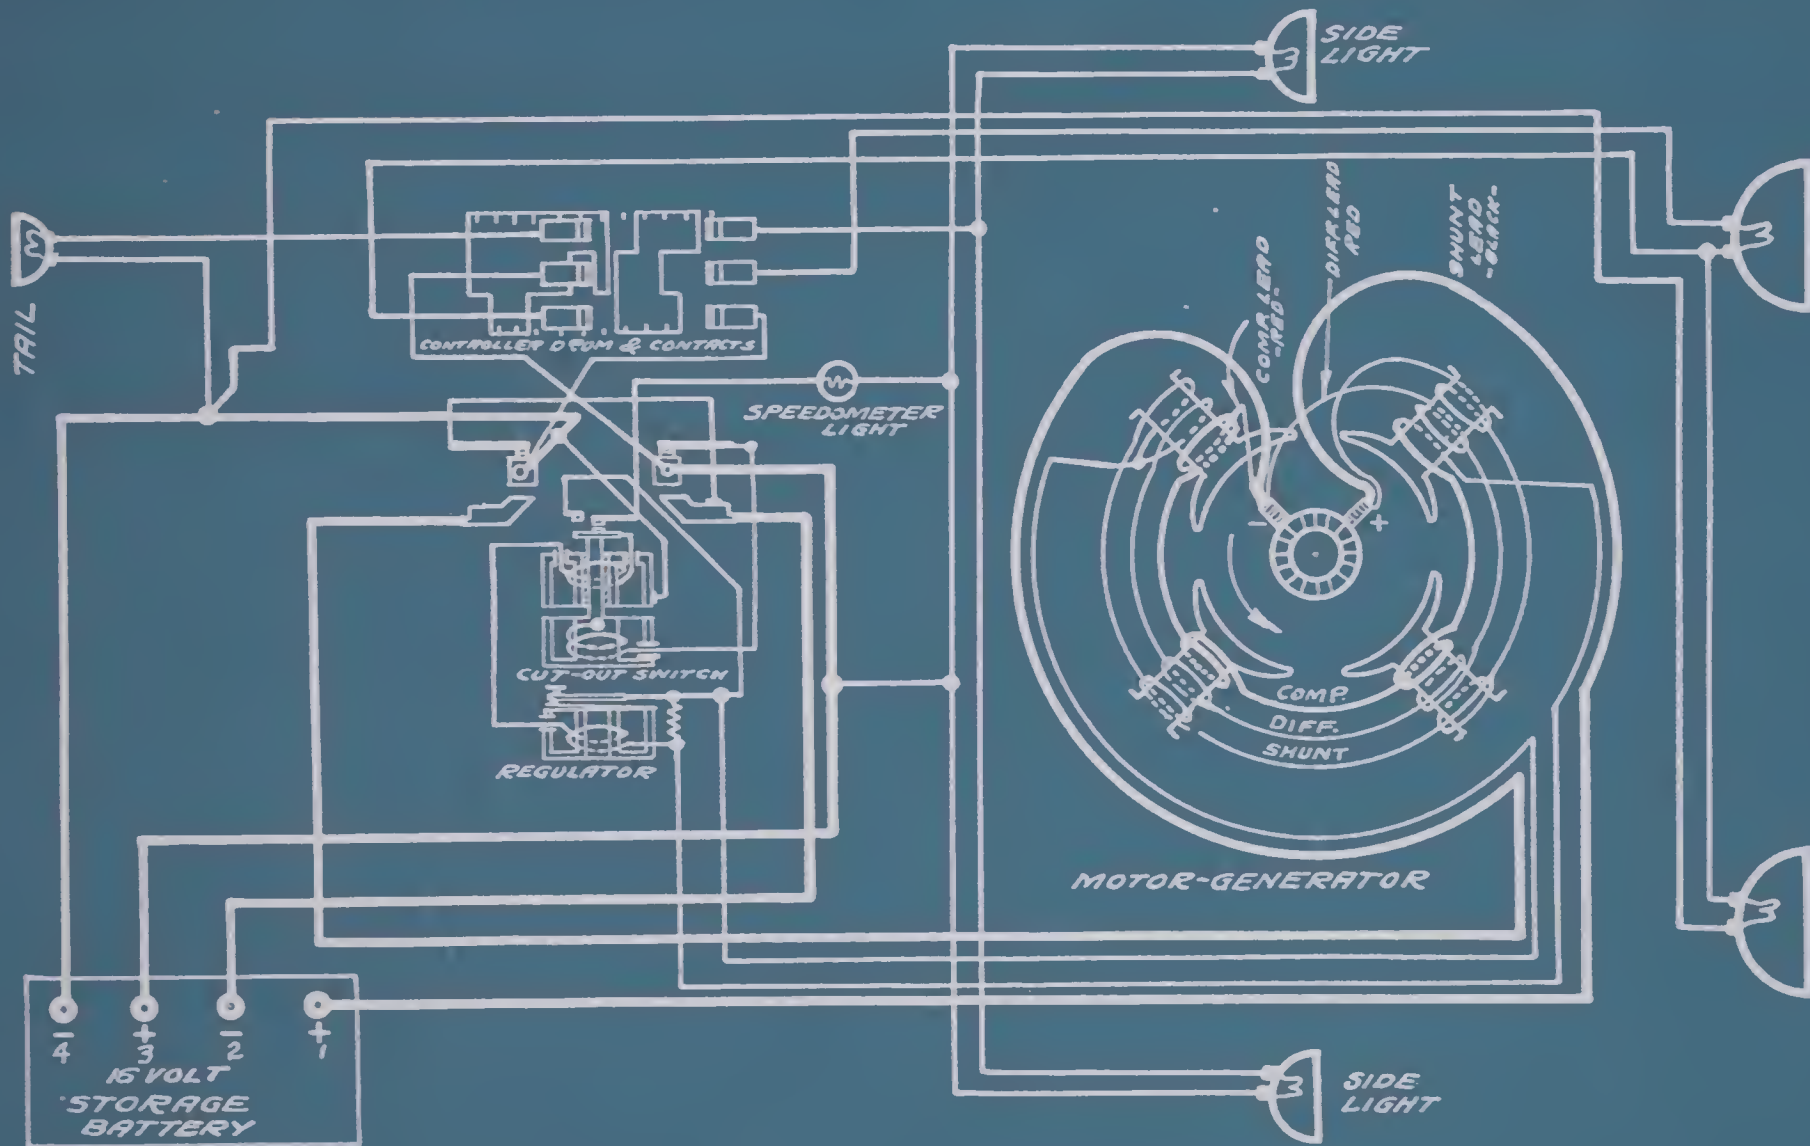 SIDE
LIGHT
TAIL
CONTROLLER DRUM & CONTACTS
SPEEDOMETER
LIGHT
COMP. LEAD
-RED-
DIFF. LEAD
RED
SHUNT
LEAD
-BLACK-
- +
CUT-OUT SWITCH
REGULATOR
COMP.
DIFF.
SHUNT
MOTOR-GENERATOR
- + - +
4 3 2 1
16 VOLT
STORAGE
BATTERY
SIDE
LIGHT